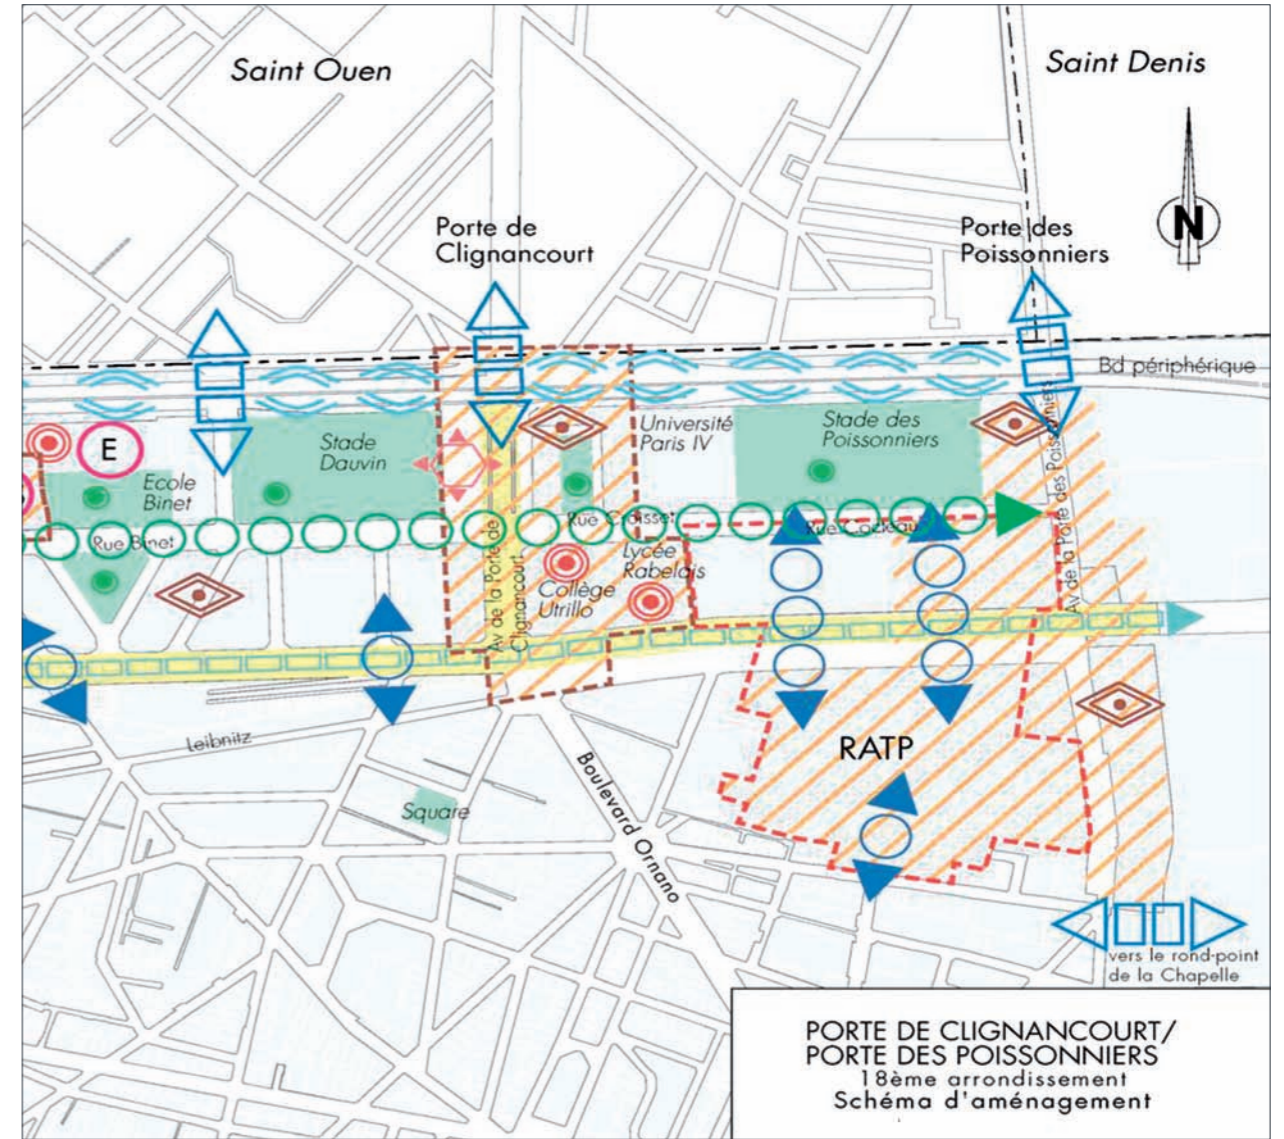 Saint Ouen
Saint Denis
N
Porte de
Clignancourt
Porte des
Poissonniers
Bd périphérique
Stade
Dauvin
Université
Paris IV
Stade des
Poissonniers
E
Ecole
Binet
Rue Binet
Rue Croisset
Lycée
Rabelais
Collège
Utrillo
Av de la Porte de
Clignancourt
Av de la Porte des Poissonniers
Leibnitz
RATP
Square
Boulevard Ornano
vers le rond-point
de la Chapelle
PORTE DE CLIGNANCOURT/
PORTE DES POISSONNIERS
18ème arrondissement
Schéma d'aménagement